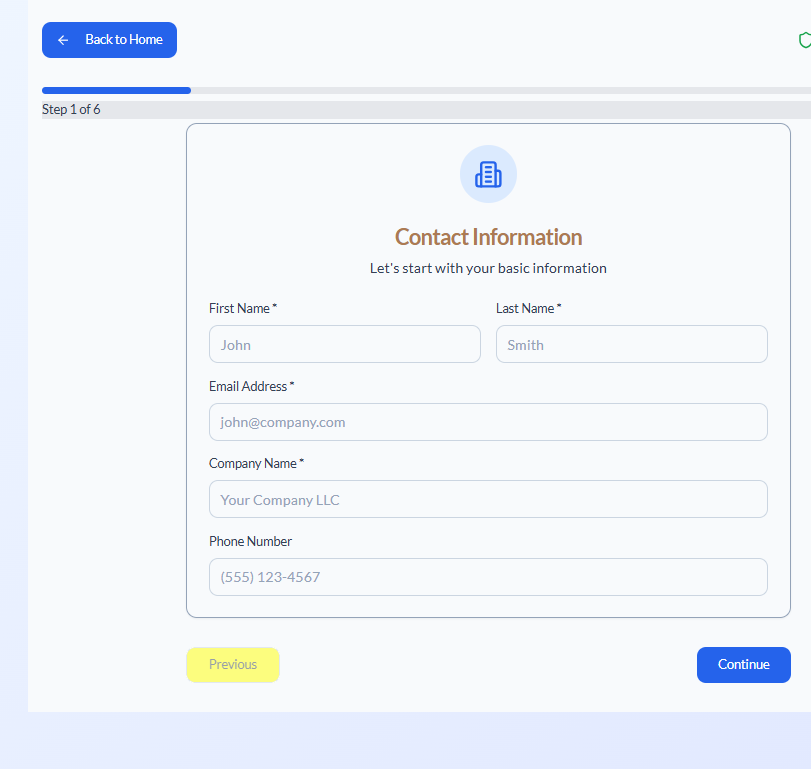 Back to Home
Step 1 of 6
Contact Information
Let's start with your basic information
First Name *
Last Name *
John
Smith
Email Address *
john@company.com
Company Name *
Your Company LLC
Phone Number
(555) 123-4567
Previous
Continue